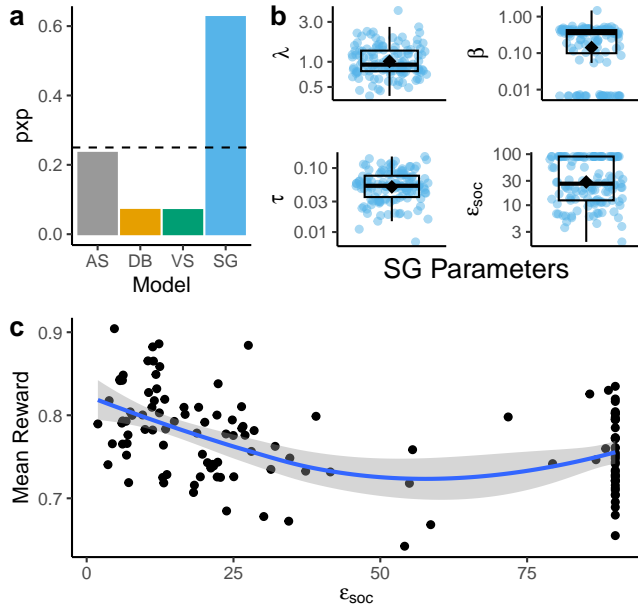 a
pxp
0.6
0.4
0.2
0.0
AS DB VS SG
Model
b
λ
3.0
1.0
0.5
β
1.00
0.10
0.01
τ
0.10
0.03
0.01
εsoc
100
30
10
3
SG Parameters
c
Mean Reward
0.9
0.8
0.7
0 25 50 75
εsoc